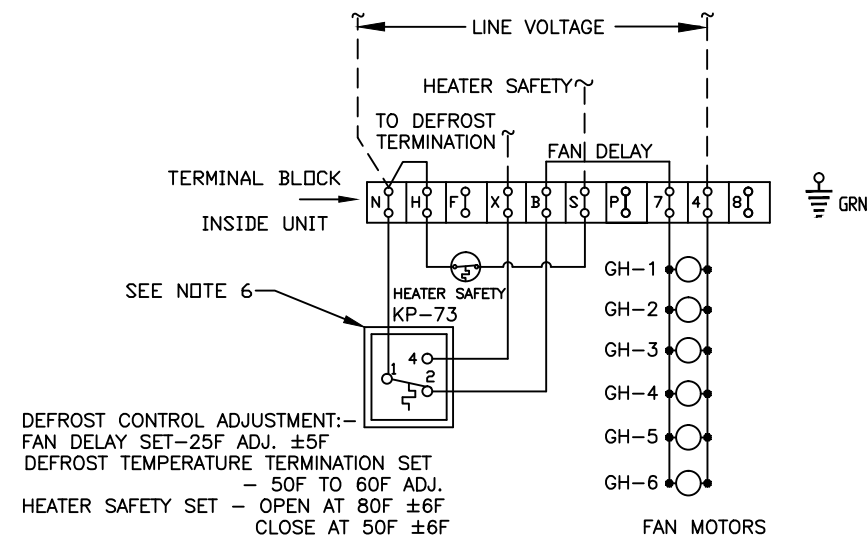 LINE VOLTAGE
HEATER SAFETY
TO DEFROST
TERMINATION
FAN DELAY
TERMINAL BLOCK
INSIDE UNIT
N H F X B S P 7 4 8
GRN
SEE NOTE 6
HEATER SAFETY
KP-73
4
1
2
GH-1
GH-2
GH-3
GH-4
GH-5
GH-6
FAN MOTORS
DEFROST CONTROL ADJUSTMENT:-
FAN DELAY SET-25F ADJ. ±5F
DEFROST TEMPERATURE TERMINATION SET
- 50F TO 60F ADJ.
HEATER SAFETY SET - OPEN AT 80F ±6F
CLOSE AT 50F ±6F